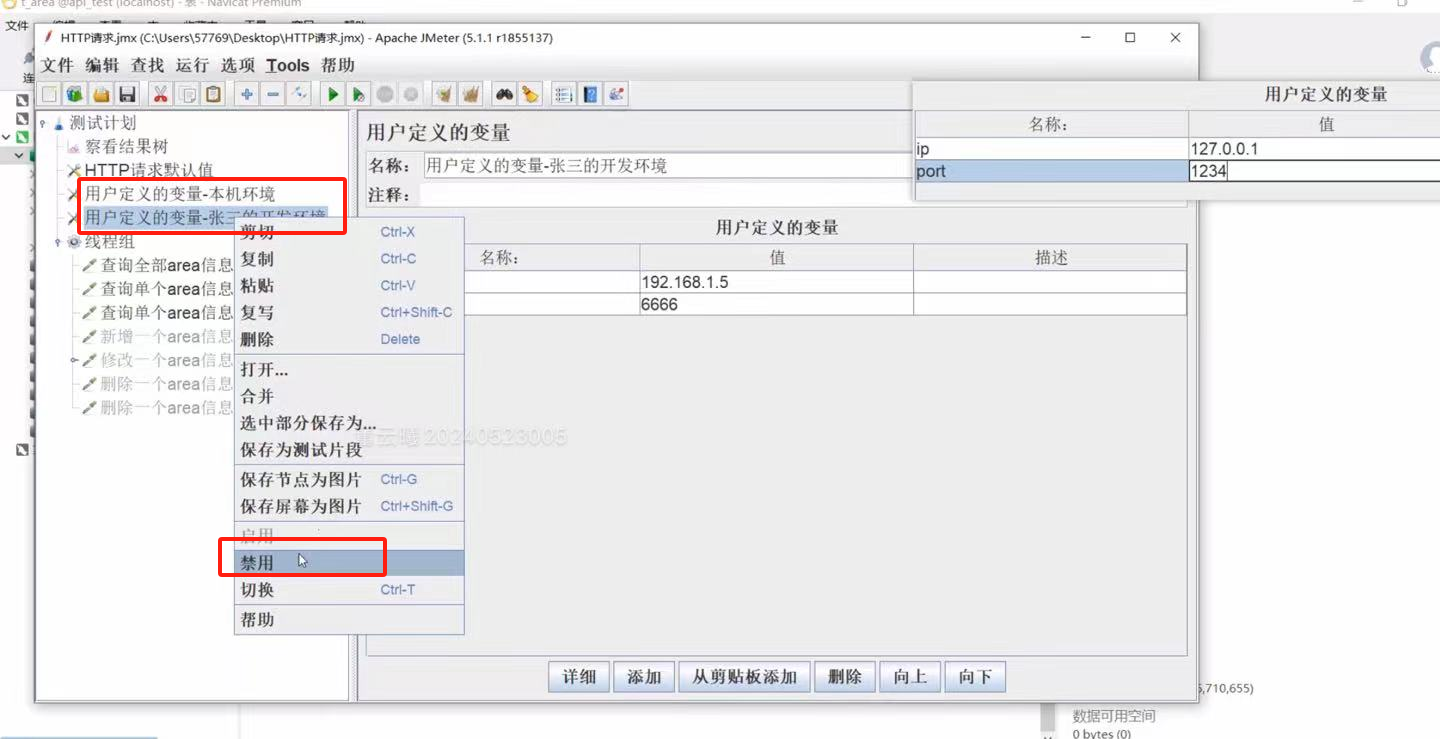 t_area @api_test (localhost) - 表 - Navicat Premium
文件
HTTP请求.jmx (C:\Users\57769\Desktop\HTTP请求.jmx) - Apache JMeter (5.1.1 r1855137)
文件 编辑 查找 运行 选项 Tools 帮助
连
测试计划
察看结果树
HTTP请求默认值
用户定义的变量-本机环境
用户定义的变量-张三的开发环境
线程组
查询全部area信息
查询单个area信息
查询单个area信息
新增一个area信息
修改一个area信息
删除一个area信息
删除一个area信息
剪切 Ctrl-X
复制 Ctrl-C
粘贴 Ctrl-V
复写 Ctrl+Shift-C
删除 Delete
打开...
合并
选中部分保存为...
保存为测试片段
保存节点为图片 Ctrl-G
保存屏幕为图片 Ctrl+Shift-G
启用
禁用
切换 Ctrl-T
帮助
用户定义的变量
名称： 用户定义的变量-张三的开发环境
注释：
用户定义的变量
名称： 值 描述
192.168.1.5
6666
详细 添加 从剪贴板添加 删除 向上 向下
用户定义的变量
名称： 值
ip 127.0.0.1
port 1234
云曦 20240523005
,710,655)
数据可用空间
0 bytes (0)